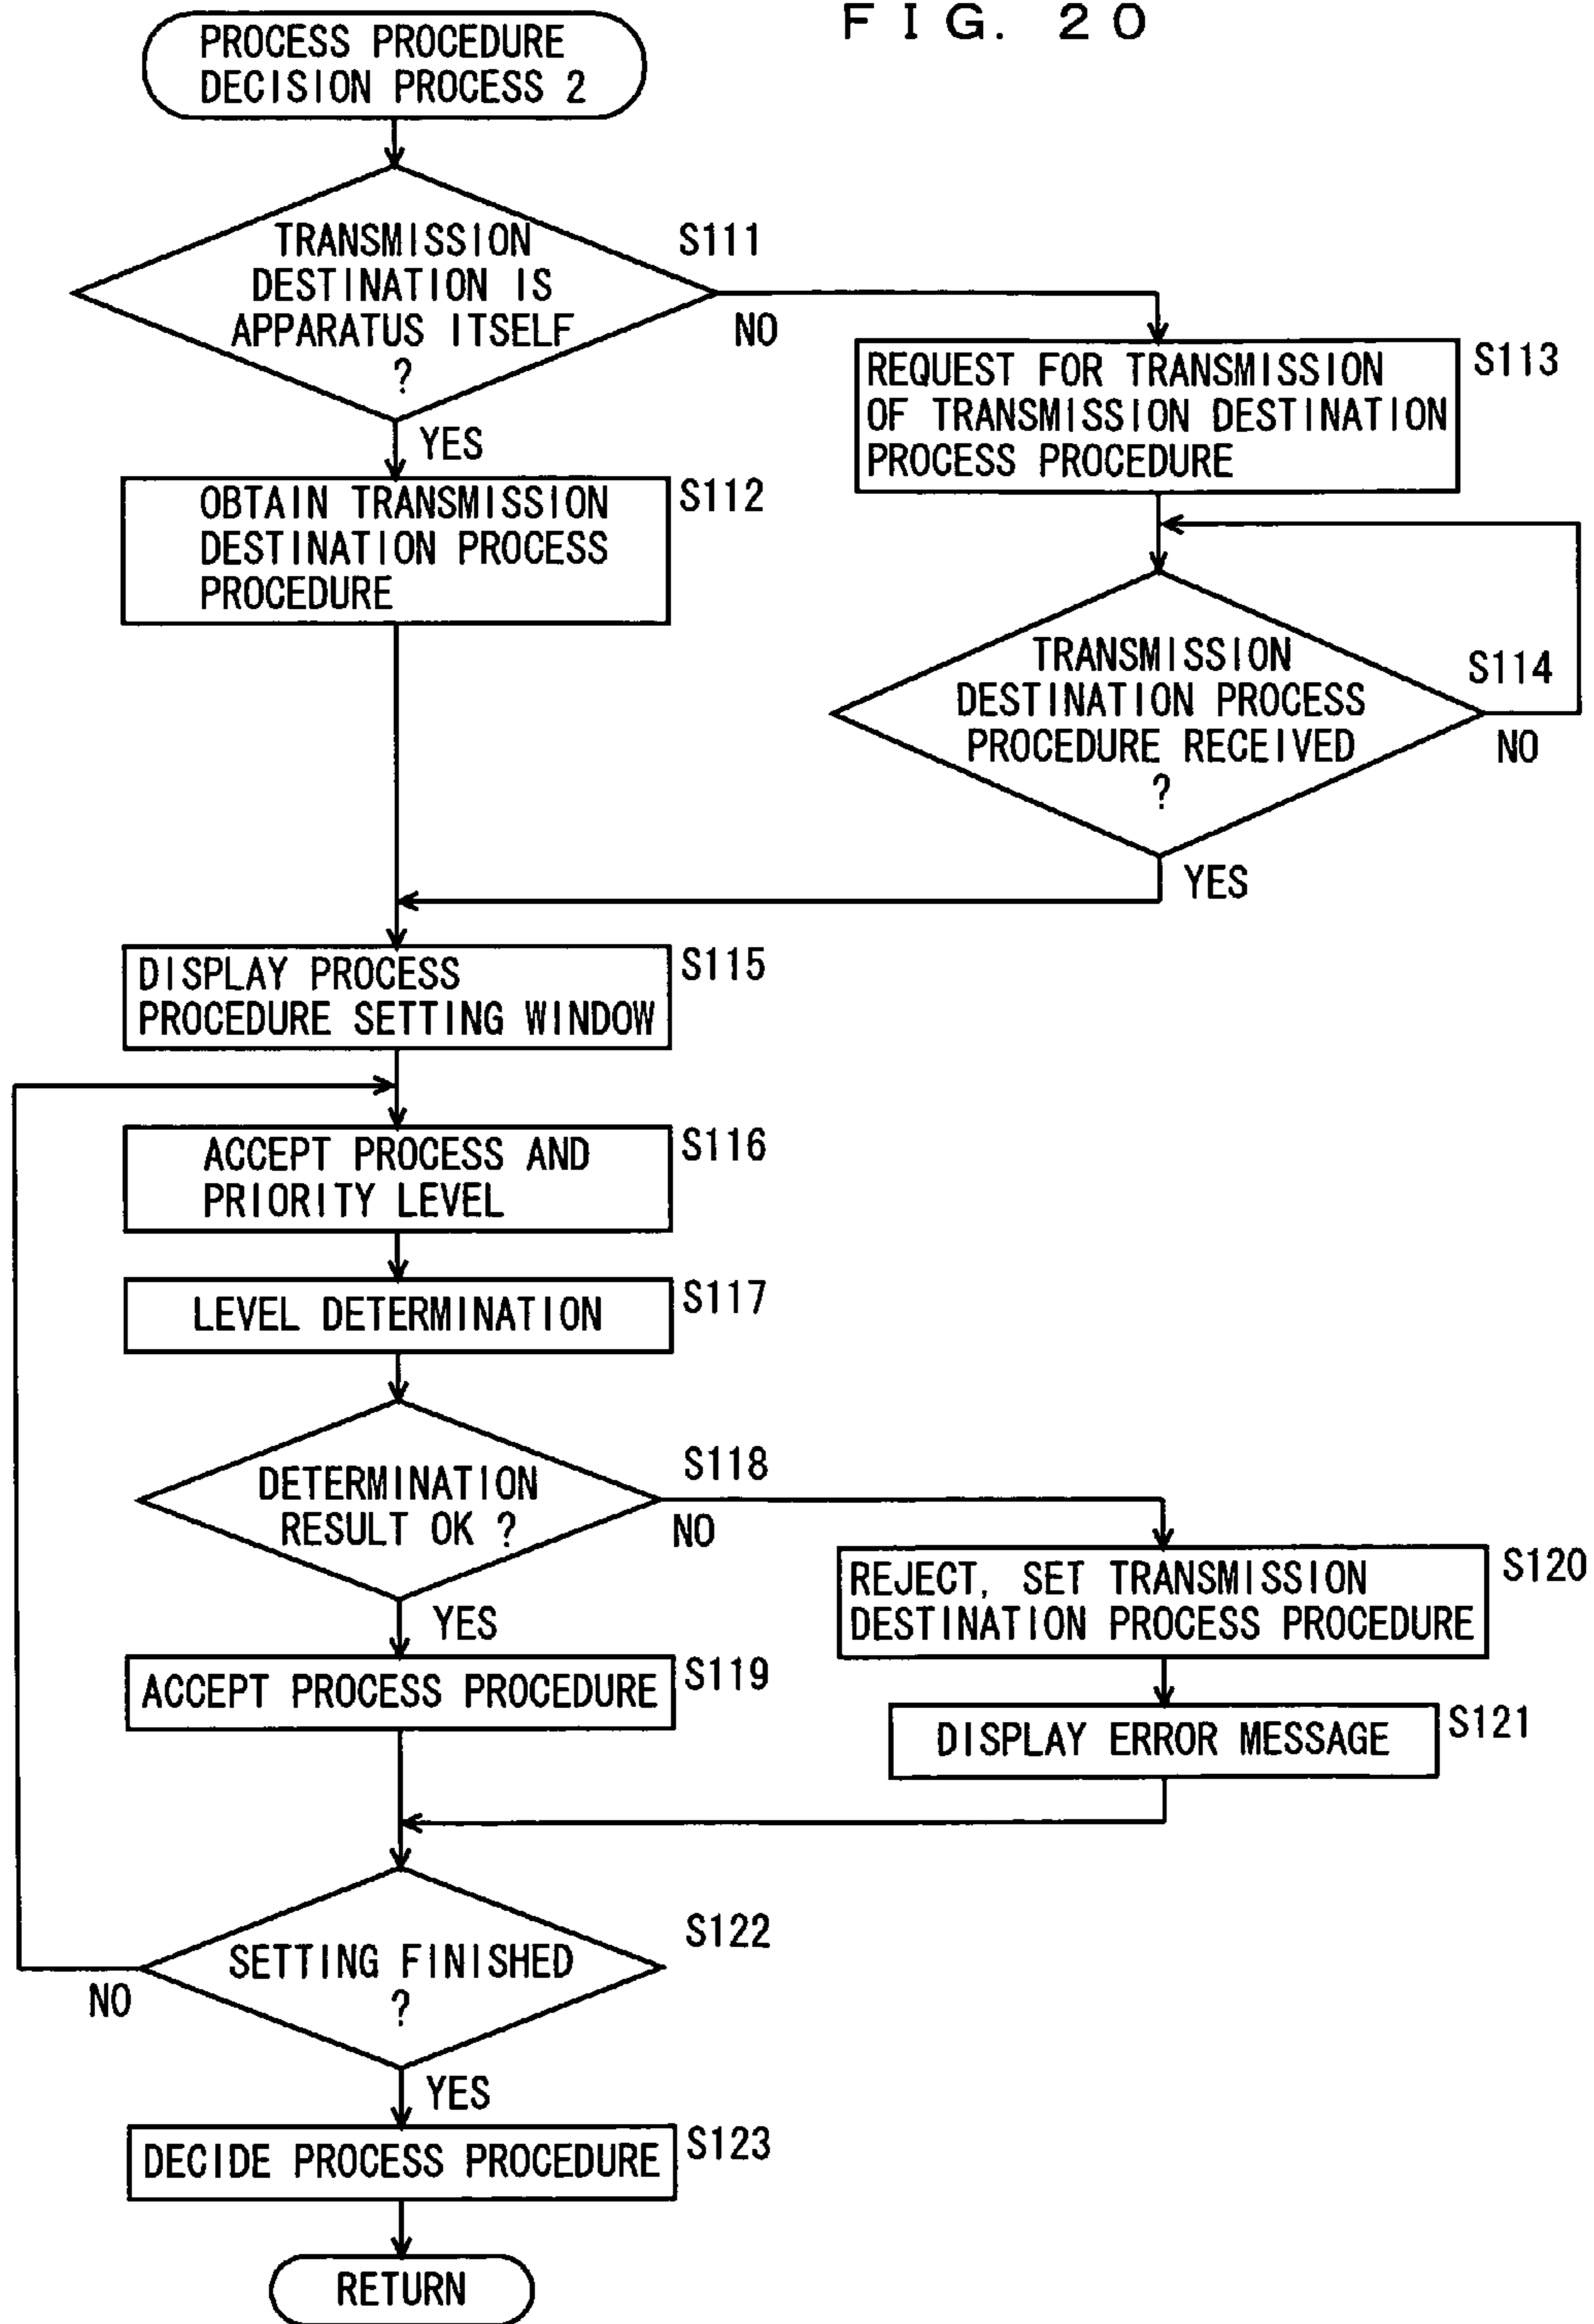 FIG. 20
PROCESS PROCEDURE
DECISION PROCESS 2
TRANSMISSION
DESTINATION IS
APPARATUS ITSELF
?
S111
NO
YES
OBTAIN TRANSMISSION
DESTINATION PROCESS
PROCEDURE
S112
REQUEST FOR TRANSMISSION
OF TRANSMISSION DESTINATION
PROCESS PROCEDURE
S113
TRANSMISSION
DESTINATION PROCESS
PROCEDURE RECEIVED
?
S114
NO
YES
DISPLAY PROCESS
PROCEDURE SETTING WINDOW
S115
ACCEPT PROCESS AND
PRIORITY LEVEL
S116
LEVEL DETERMINATION
S117
DETERMINATION
RESULT OK ?
S118
NO
YES
ACCEPT PROCESS PROCEDURE
S119
REJECT, SET TRANSMISSION
DESTINATION PROCESS PROCEDURE
S120
DISPLAY ERROR MESSAGE
S121
SETTING FINISHED
?
S122
NO
YES
DECIDE PROCESS PROCEDURE
S123
RETURN